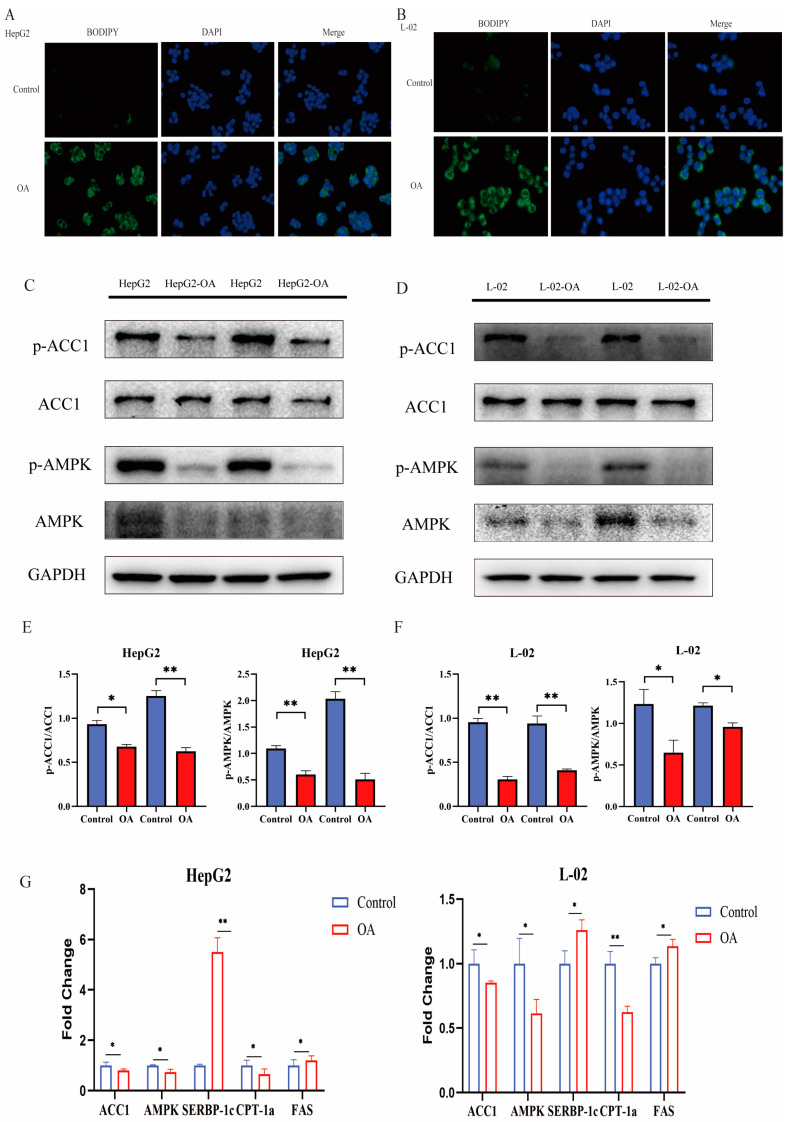 A
HepG2
BODIPY
DAPI
Merge
Control
OA
B
L-02
BODIPY
DAPI
Merge
Control
OA
C
HepG2
HepG2-OA
HepG2
HepG2-OA
p-ACC1
ACC1
p-AMPK
AMPK
GAPDH
D
L-02
L-02-OA
L-02
L-02-OA
p-ACC1
ACC1
p-AMPK
AMPK
GAPDH
E
HepG2
p-ACC1/ACC1
1.5
1.0
0.5
0.0
*
**
Control OA Control OA
HepG2
p-AMPK/AMPK
2.5
2.0
1.5
1.0
0.5
0.0
**
**
Control OA Control OA
F
L-02
p-ACC1/ACC1
1.5
1.0
0.5
0.0
**
**
Control OA Control OA
L-02
p-AMPK/AMPK
1.5
1.0
0.5
0.0
*
*
Control OA Control OA
G
HepG2
Fold Change
8
6
4
2
0
*
*
**
*
*
Control
OA
ACC1 AMPK SERBP-1c CPT-1a FAS
L-02
Fold Change
1.5
1.0
0.5
0.0
*
*
*
**
*
Control
OA
ACC1 AMPK SERBP-1c CPT-1a FAS